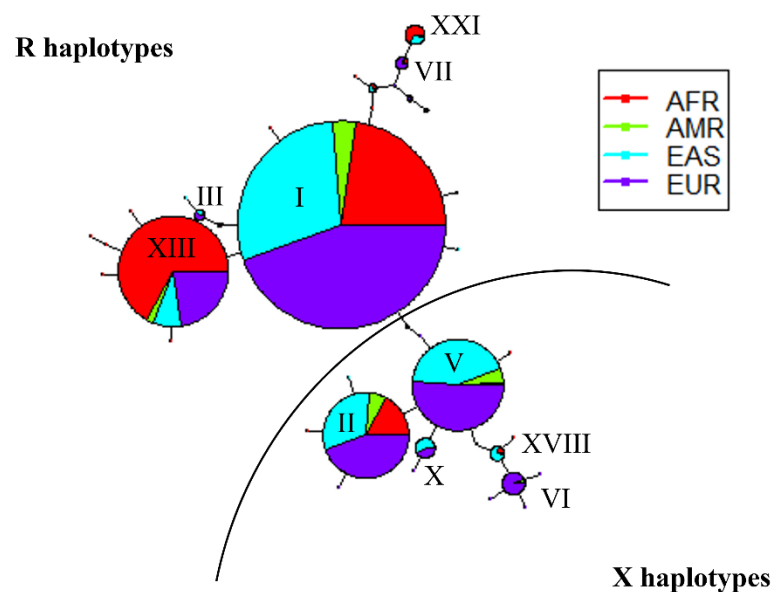 R haplotypes
XXI
VII
AFR
AMR
EAS
EUR
III
I
XIII
V
II
X
XVIII
VI
X haplotypes